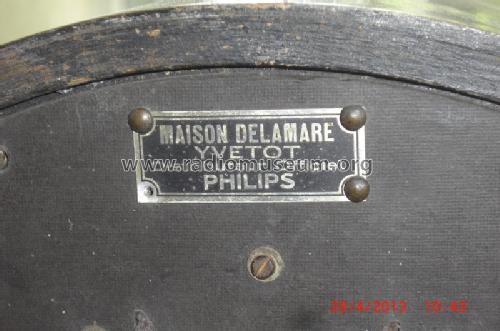 MAISON DELAMARE
YVETOT
www.radiomuseum.org
PHILIPS
28/4/2013 10:43